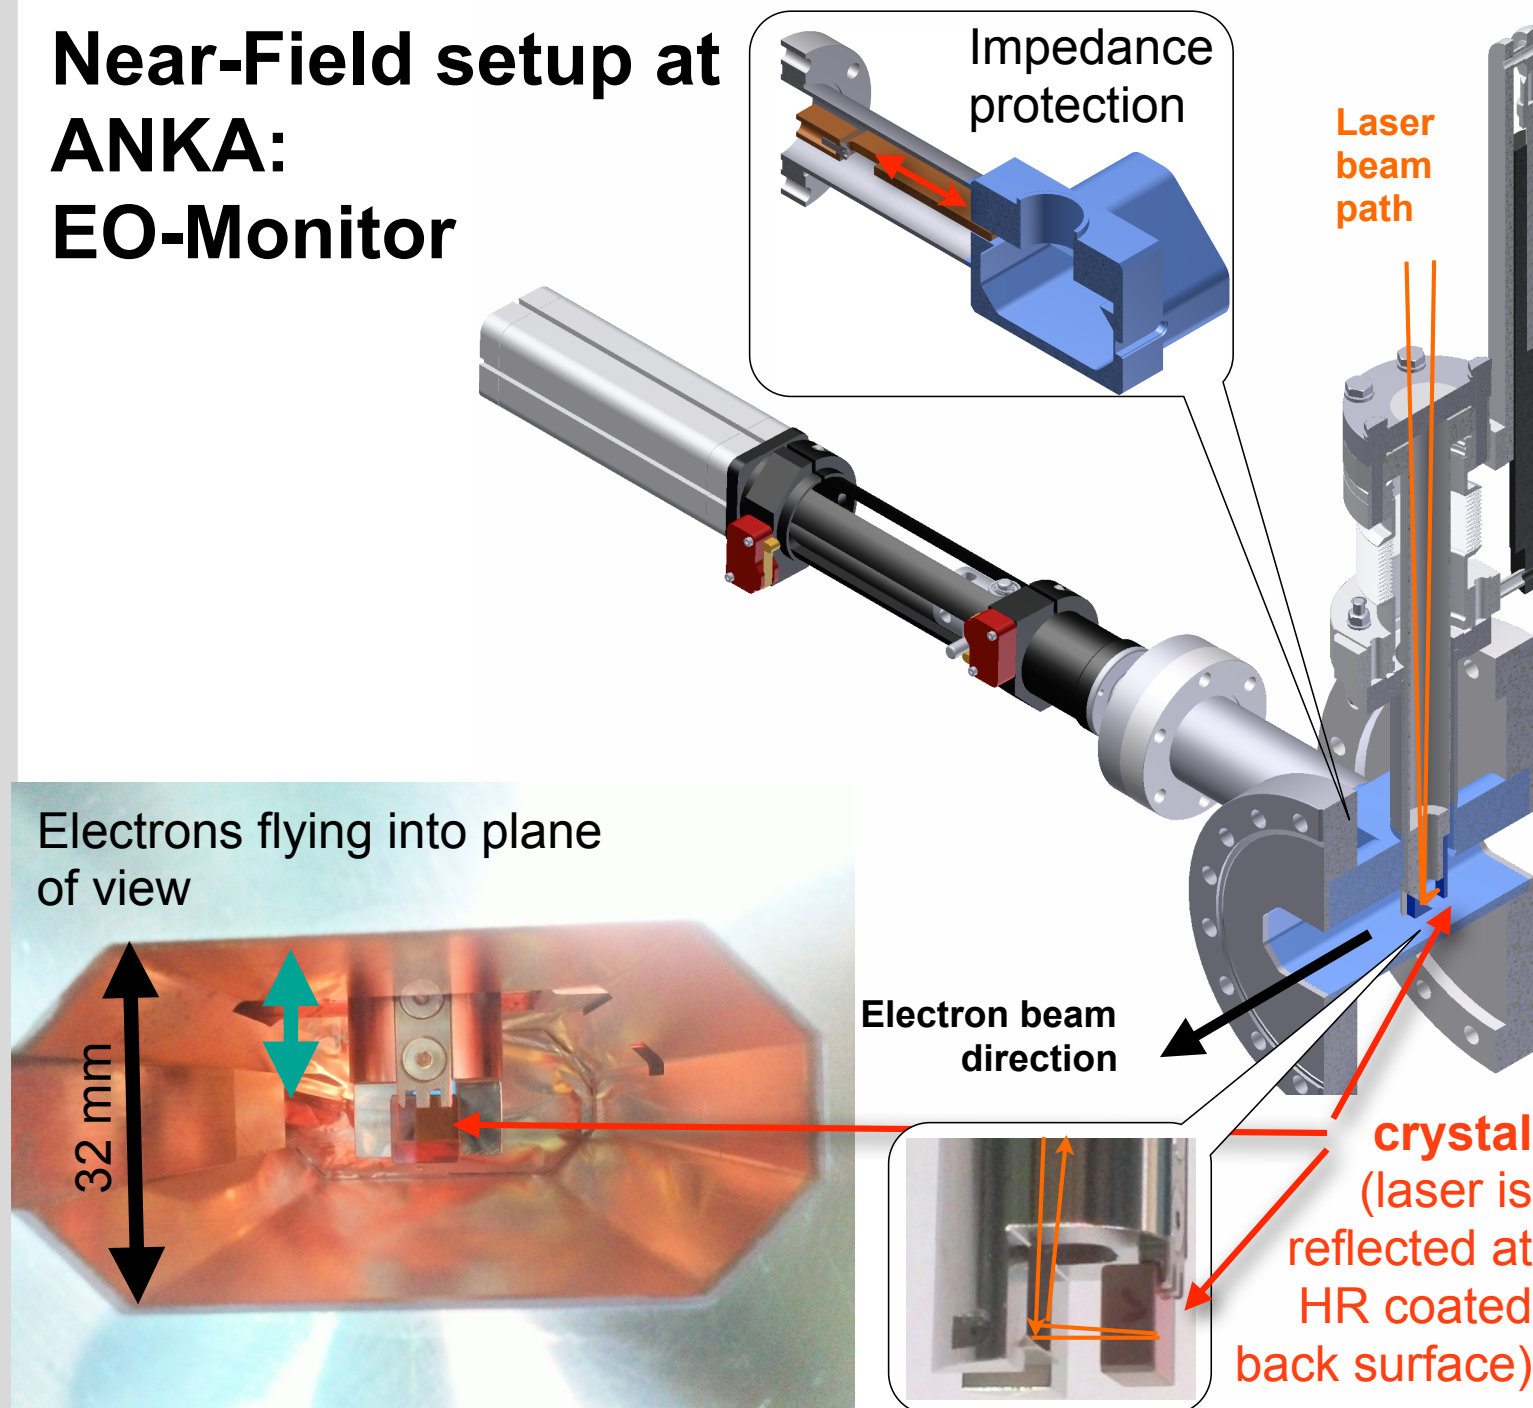 Near-Field setup at
ANKA:
EO-Monitor
Impedance
protection
Laser
beam
path
Electrons flying into plane
of view
32 mm
Electron beam
direction
crystal
(laser is
reflected at
HR coated
back surface)